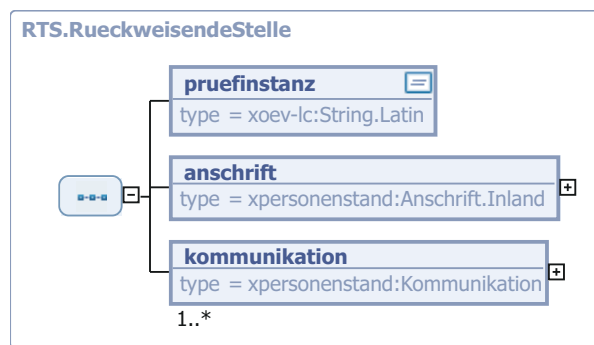 RTS.RueckweisendeStelle
pruefinstanz
type = xoev-lc:String.Latin
anschrift
type = xpersonenstand:Anschrift.Inland
kommunikation
type = xpersonenstand:Kommunikation
1..*